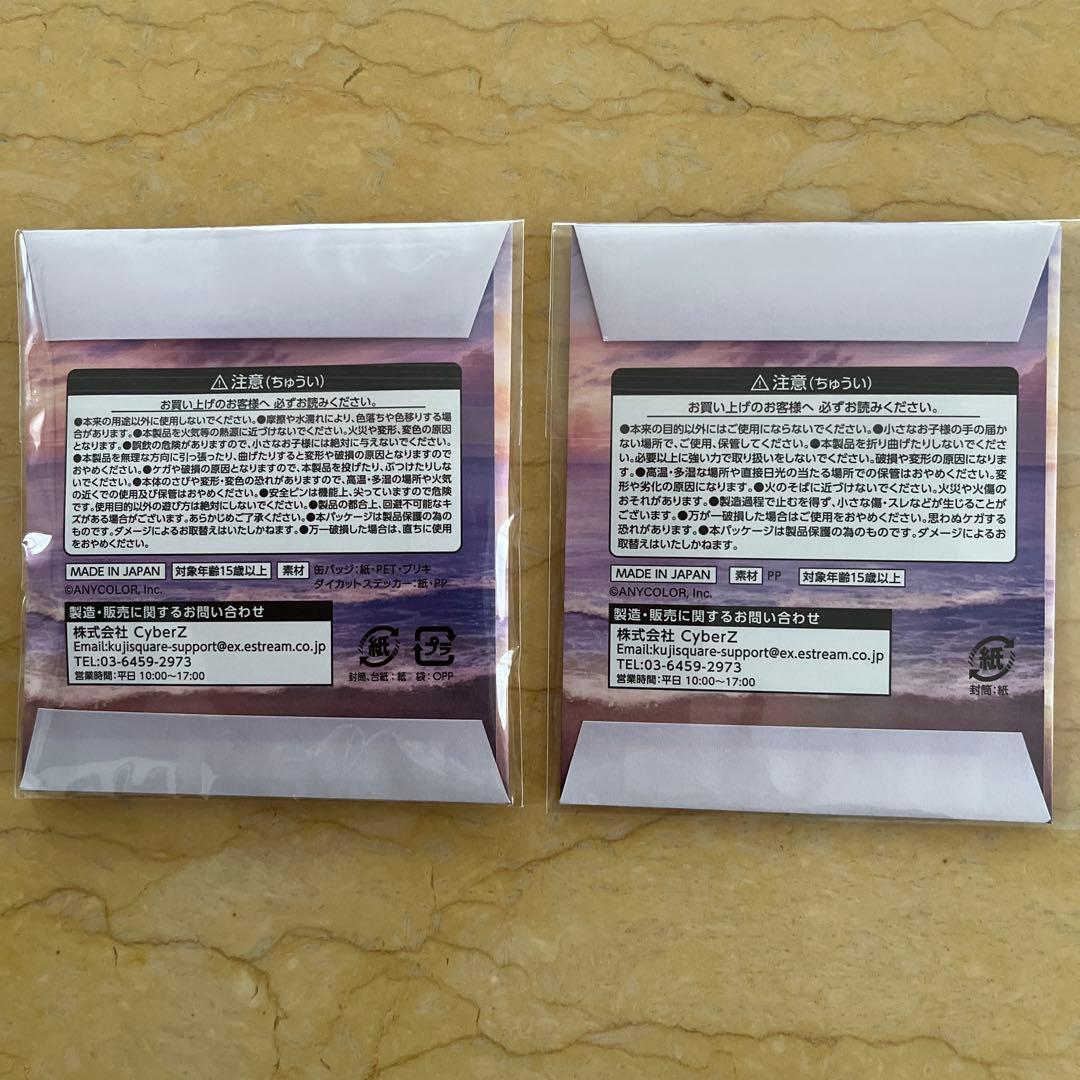 ⚠注意(ちゅうい)
お買い上げのお客様へ 必ずお読みください。
●本来の用途以外に使用しないでください。●摩擦や水濡れにより、色落ちや色移りする場
合があります。●本製品を火気等の熱源に近づけないでください。火災や変形、変色の原因
となります。●誤飲の危険がありますので、小さなお子様には絶対に与えないでください。
●本製品を無理な方向に引っ張ったり、曲げたりすると変形や破損の原因となりますので
おやめください。●ケガや破損の原因となりますので、本製品を投げたり、ぶつけたりしな
いでください。●本体のさびや変形・変色の恐れがありますので、高温・多湿の場所や火気
の近くでの使用及び保管はおやめください。●安全ピンは機能上、尖っていますので危険
です。使用目的以外の遊び方は絶対にしないでください。●製品の都合上、回避不可能なキ
ズがある場合がございます。あらかじめご了承ください。●本パッケージは製品保護の為の
ものです。ダメージによるお取替えはいたしかねます。●万一破損した場合は、直ちに使用
をおやめください。
MADE IN JAPAN 対象年齢15歳以上 素材 缶バッジ:紙・PET・ブリキ
ダイカットステッカー:紙・PP
©ANYCOLOR, Inc.
製造・販売に関するお問い合わせ
株式会社 CyberZ
Email:kujisquare-support@ex.estream.co.jp
TEL:03-6459-2973
営業時間:平日 10:00〜17:00
紙 プラ
封筒、台紙:紙 袋:OPP
⚠注意(ちゅうい)
お買い上げのお客様へ 必ずお読みください。
●本来の目的以外にはご使用にならないでください。●小さなお子様の手の届か
ない場所で、ご使用、保管してください。●本製品を折り曲げたりしないでくださ
い。必要以上に強い力で取り扱いをしないでください。破損や変形の原因になりま
す。●高温・多湿な場所や直接日光の当たる場所での保管はおやめください。変
形や劣化の原因になります。●火のそばに近づけないでください。火災や火傷の
おそれがあります。●製造過程で止むを得ず、小さな傷・スレなどが生じることがご
ざいます。●万が一破損した場合はご使用をおやめください。思わぬケガする
恐れがあります。●本パッケージは製品保護の為のものです。ダメージによるお
取替えはいたしかねます。
MADE IN JAPAN 素材 PP 対象年齢15歳以上
©ANYCOLOR, Inc.
製造・販売に関するお問い合わせ
株式会社 CyberZ
Email:kujisquare-support@ex.estream.co.jp
TEL:03-6459-2973
営業時間:平日 10:00〜17:00
紙
封筒:紙